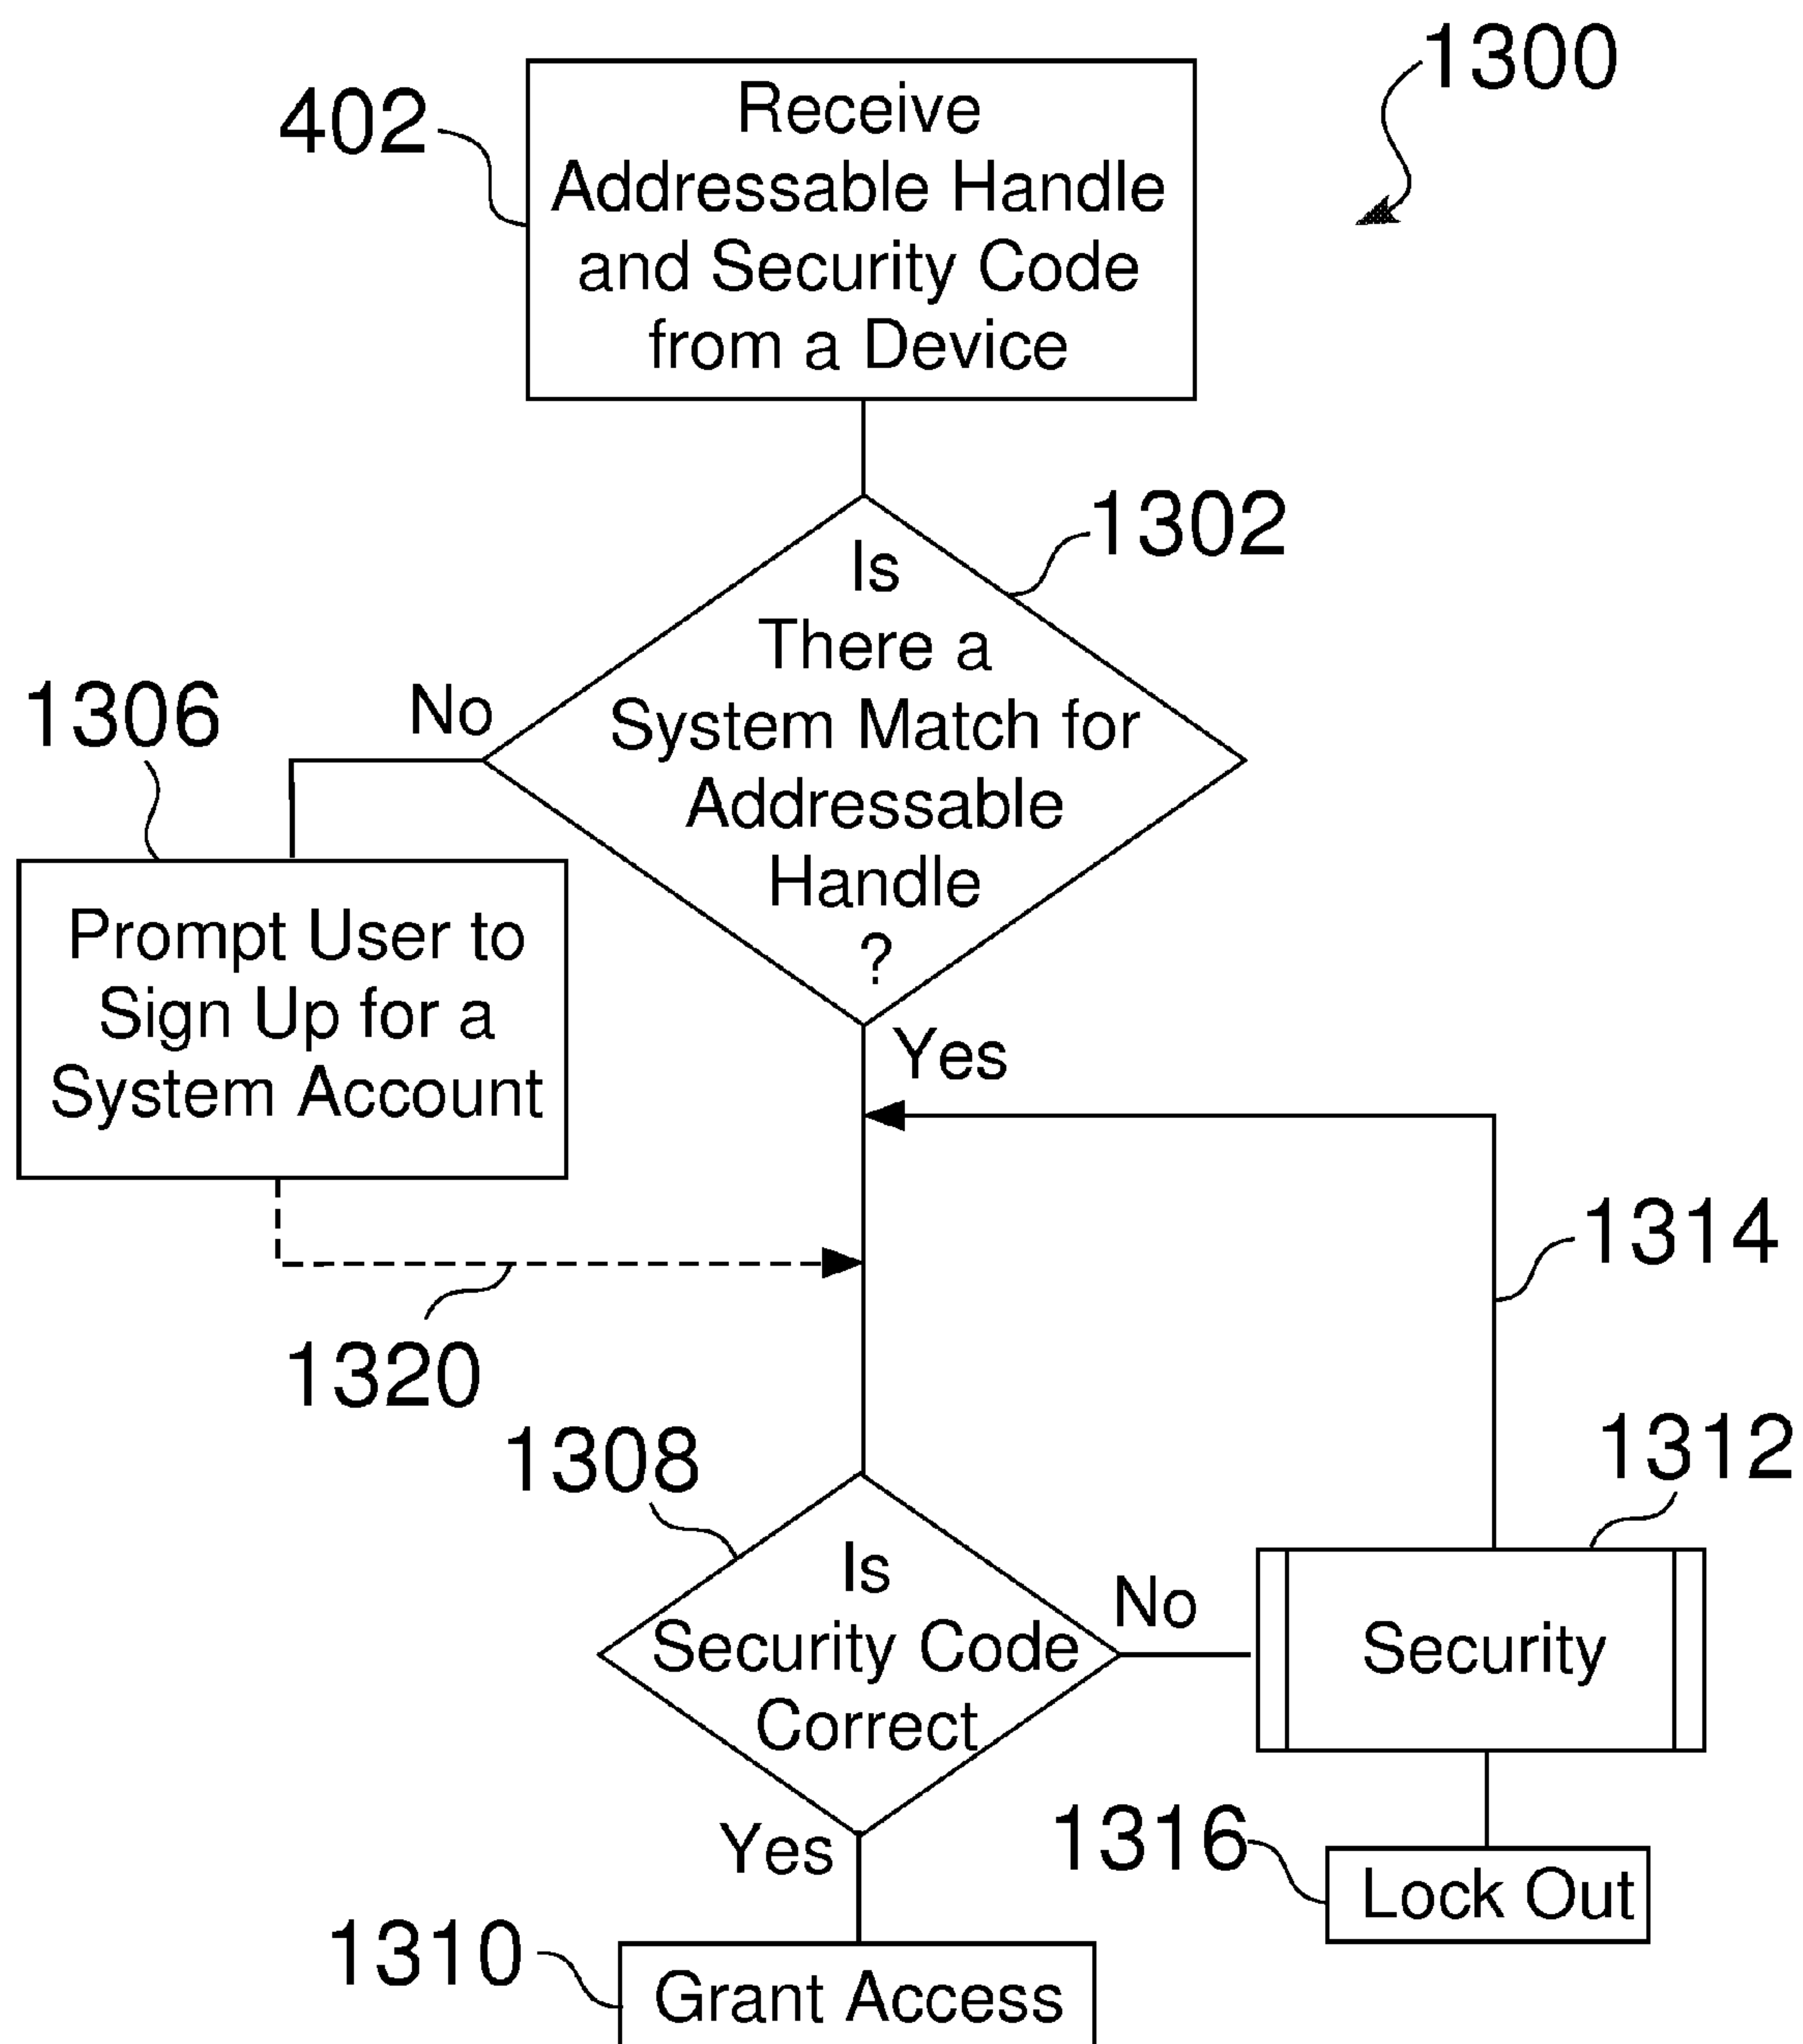 1300
402
Receive
Addressable Handle
and Security Code
from a Device
1302
Is
There a
System Match for
Addressable
Handle
?
No
1306
Prompt User to
Sign Up for a
System Account
Yes
1314
1320
1308
1312
Is
Security Code
Correct
No
Security
Yes
1316
Lock Out
1310
Grant Access